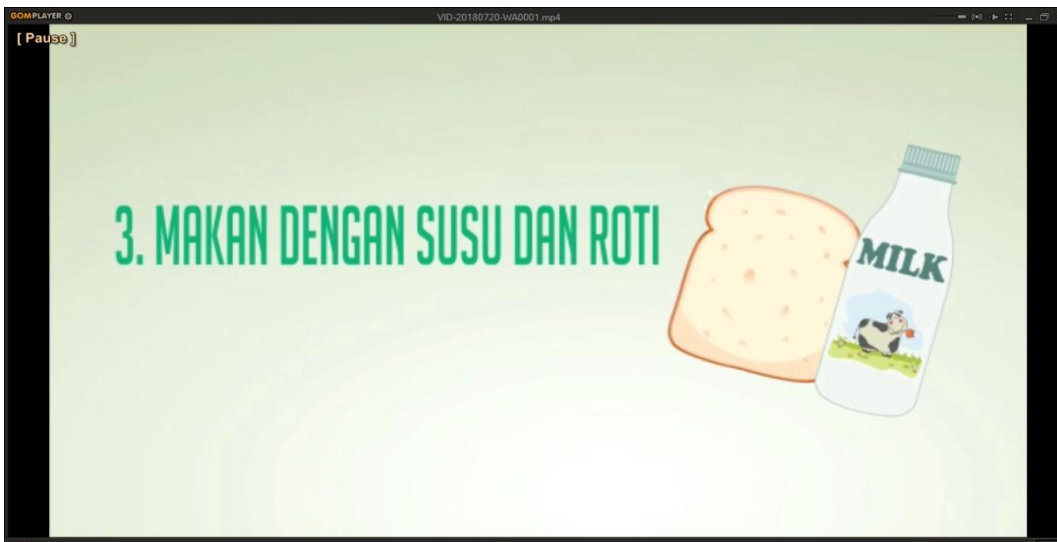 GOMPLAYER
VID-20180720-WA0001.mp4
[ Pause ]
3. MAKAN DENGAN SUSU DAN ROTI
MILK